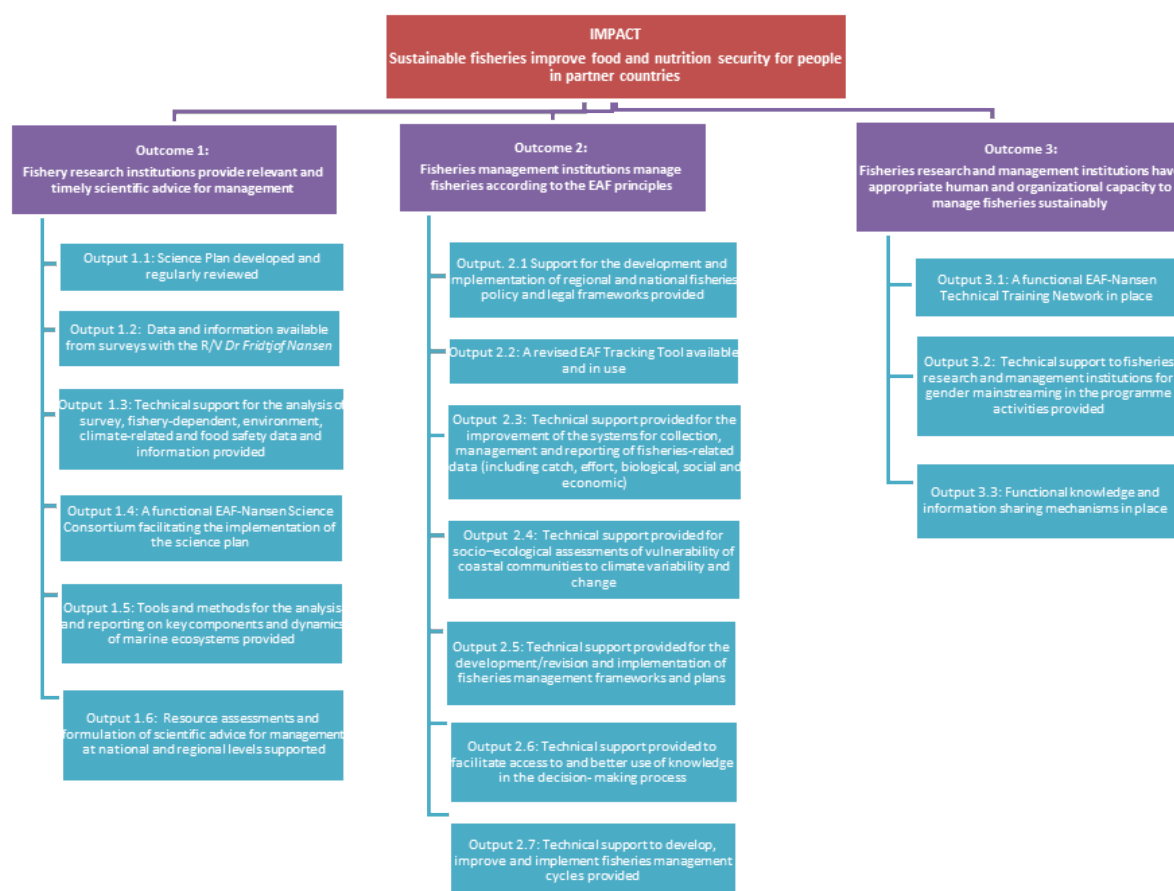 IMPACT
Sustainable fisheries improve food and nutrition security for people
in partner countries
Outcome 1:
Fishery research institutions provide relevant and
timely scientific advice for management
Output 1.1: Science Plan developed and
regularly reviewed
Output 1.2: Data and information available
from surveys with the R/V Dr Fridtjof Nansen
Output 1.3: Technical support for the analysis of
survey, fishery-dependent, environment,
climate-related and food safety data and
information provided
Output 1.4: A functional EAF-Nansen Science
Consortium facilitating the implementation of
the science plan
Output 1.5: Tools and methods for the analysis
and reporting on key components and dynamics
of marine ecosystems provided
Output 1.6: Resource assessments and
formulation of scientific advice for management
at national and regional levels supported
Outcome 2:
Fisheries management institutions manage
fisheries according to the EAF principles
Output. 2.1 Support for the development and
mplementation of regional and national fisheries
policy and legal frameworks provided
Output 2.2: A revised EAF Tracking Tool available
and in use
Output 2.3: Technical support provided for the
improvement of the systems for collection,
management and reporting of fisheries-related
data (including catch, effort, biological, social and
economic)
Output 2.4: Technical support provided for
socio–ecological assessments of vulnerability of
coastal communities to climate variability and
change
Output 2.5: Technical support provided for the
development/revision and implementation of
fisheries management frameworks and plans
Output 2.6: Technical support provided to
facilitate access to and better use of knowledge
in the decision- making process
Output 2.7: Technical support to develop,
improve and implement fisheries management
cycles provided
Outcome 3:
Fisheries research and management institutions have
appropriate human and organizational capacity to
manage fisheries sustainably
Output 3.1: A functional EAF-Nansen
Technical Training Network in place
Output 3.2: Technical support to fisheries
research and management institutions for
gender mainstreaming in the programme
activities provided
Output 3.3: Functional knowledge and
information sharing mechanisms in place